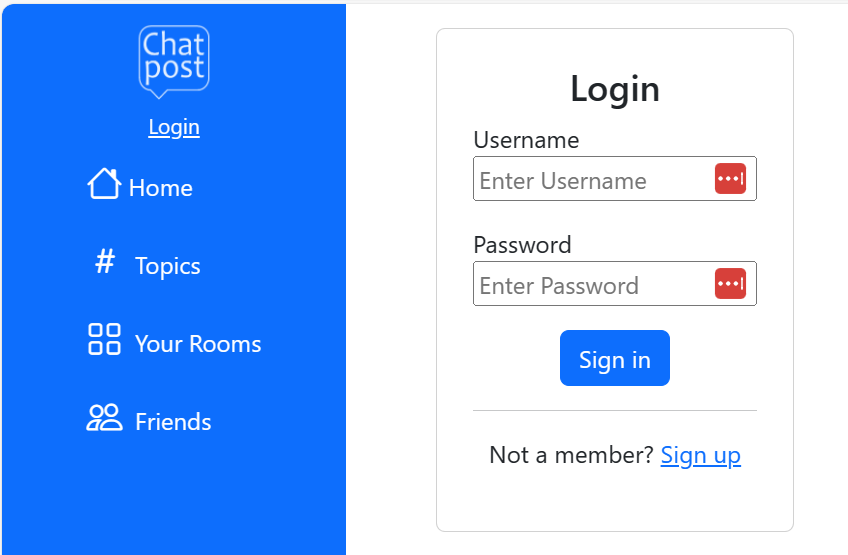 Chat
post
Login
Home
# Topics
Your Rooms
Friends
Login
Username
Enter Username
Password
Enter Password
Sign in
Not a member? Sign up